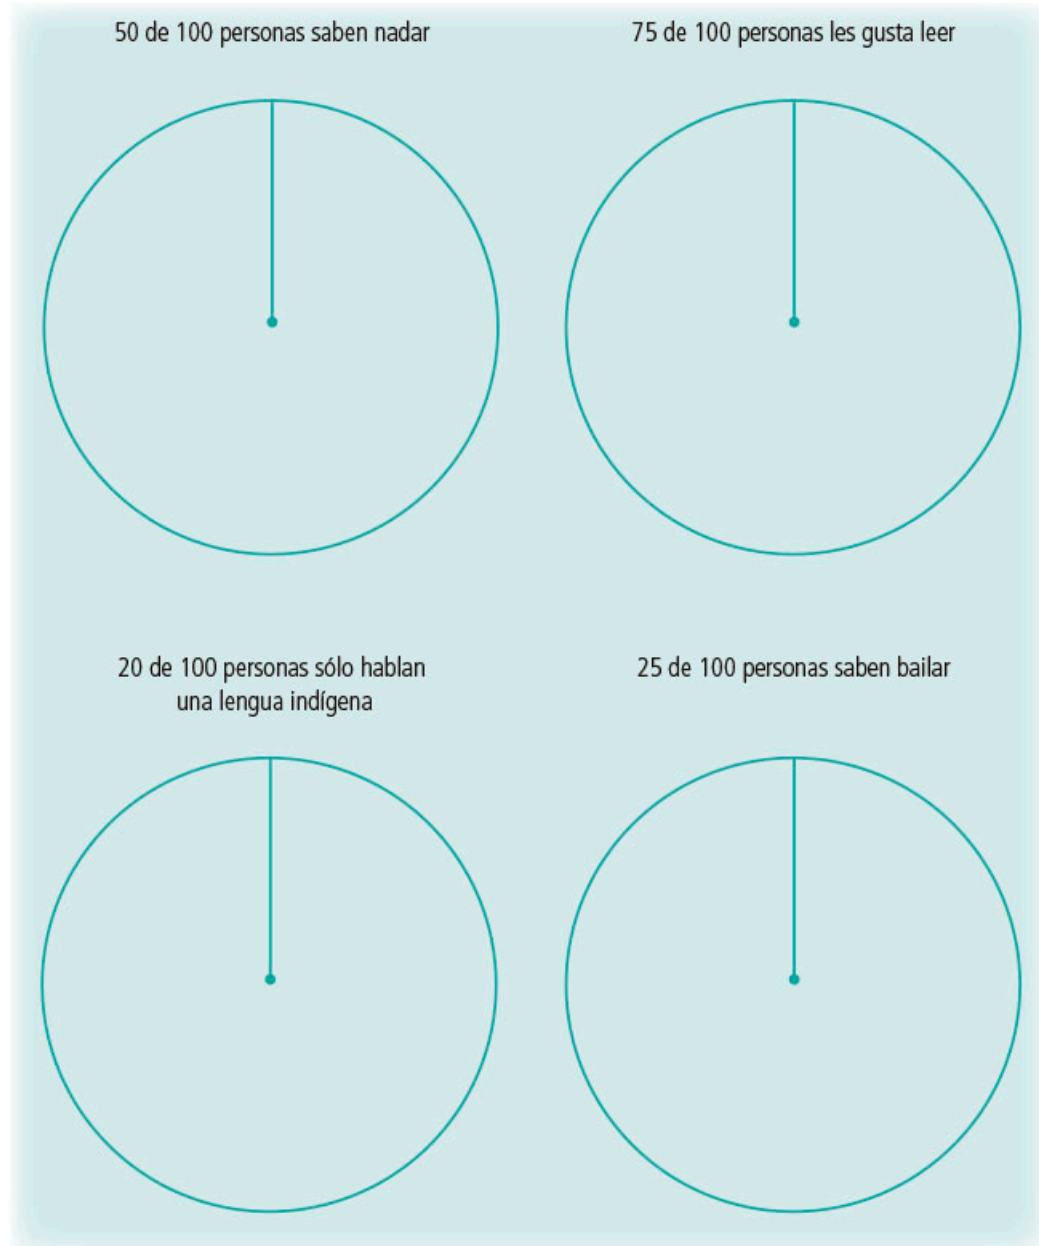 50 de 100 personas saben nadar
75 de 100 personas les gusta leer
20 de 100 personas sólo hablan
una lengua indígena
25 de 100 personas saben bailar